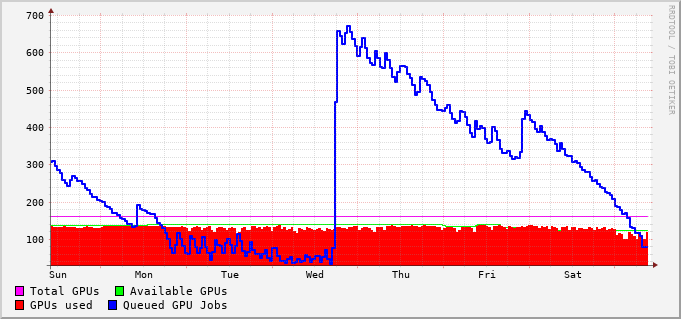 700
600
500
400
300
200
100
Sun Mon Tue Wed Thu Fri Sat
Total GPUs Available GPUs
GPUs used Queued GPU Jobs
RRDTOOL / TOBI OETIKER